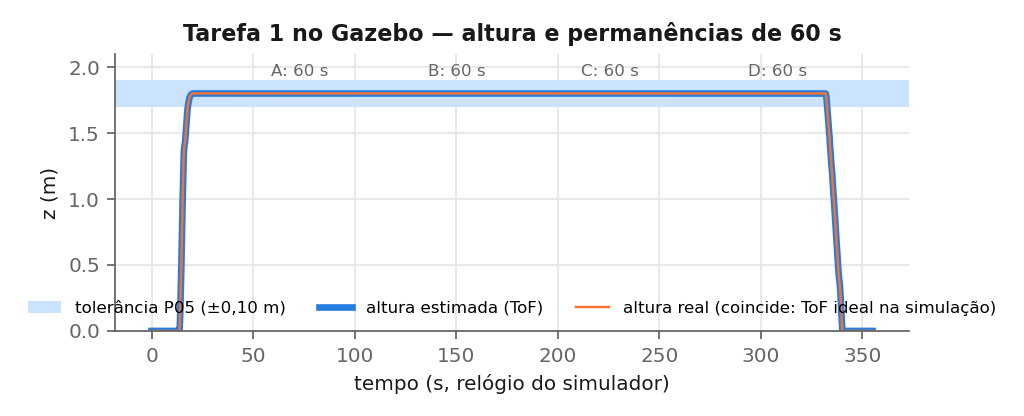 Tarefa 1 no Gazebo — altura e permanências de 60 s
A: 60 s B: 60 s C: 60 s D: 60 s
2.0
1.5
1.0
0.5
0.0
z (m)
tolerância P05 (±0,10 m) altura estimada (ToF) altura real (coincide: ToF ideal na simulação)
0 50 100 150 200 250 300 350
tempo (s, relógio do simulador)